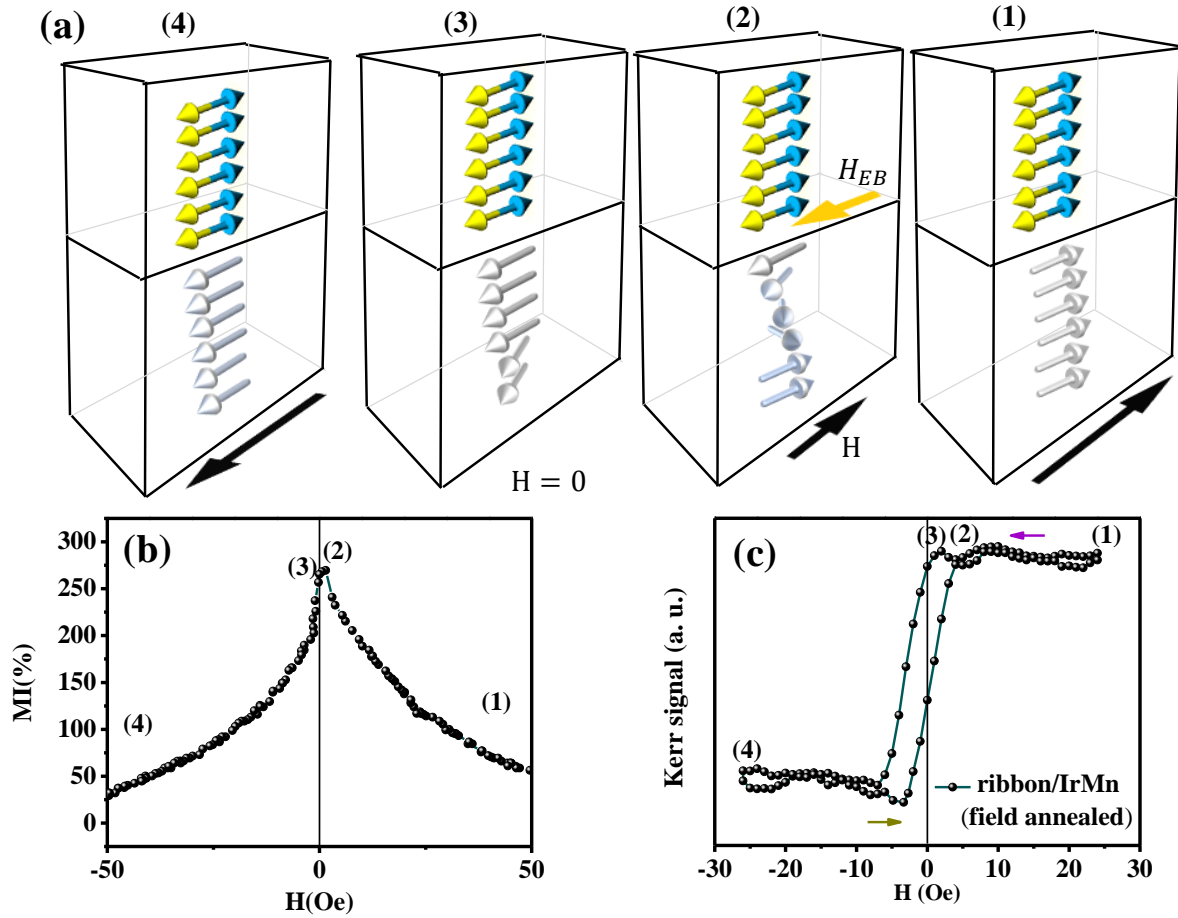 (a)
(4)
(3)
(2)
(1)
H_EB
H
H = 0
(b)
300
250
200
150
100
50
0
MI(%)
(3)
(2)
(4)
(1)
-50
0
50
H(Oe)
(c)
Kerr signal (a. u.)
(3)
(2)
(1)
(4)
ribbon/IrMn
(field annealed)
-30
-20
-10
0
10
20
30
H (Oe)